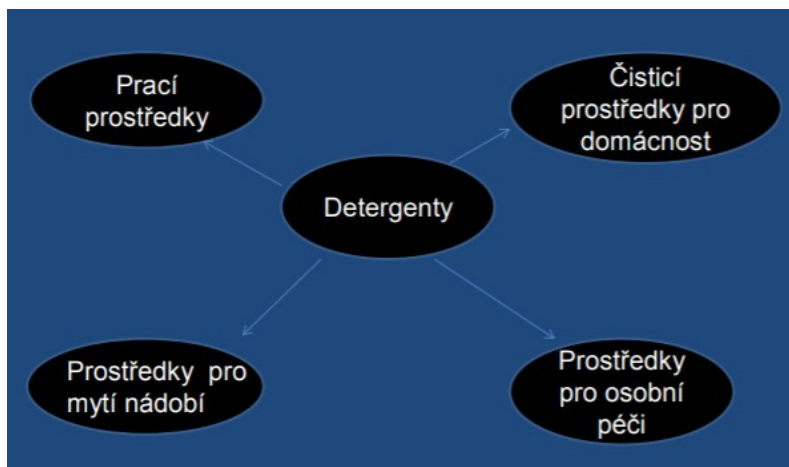 Prací
prostředky
Čisticí
prostředky pro
domácnost
Detergenty
Prostředky pro
mytí nádobí
Prostředky
pro osobní
péči